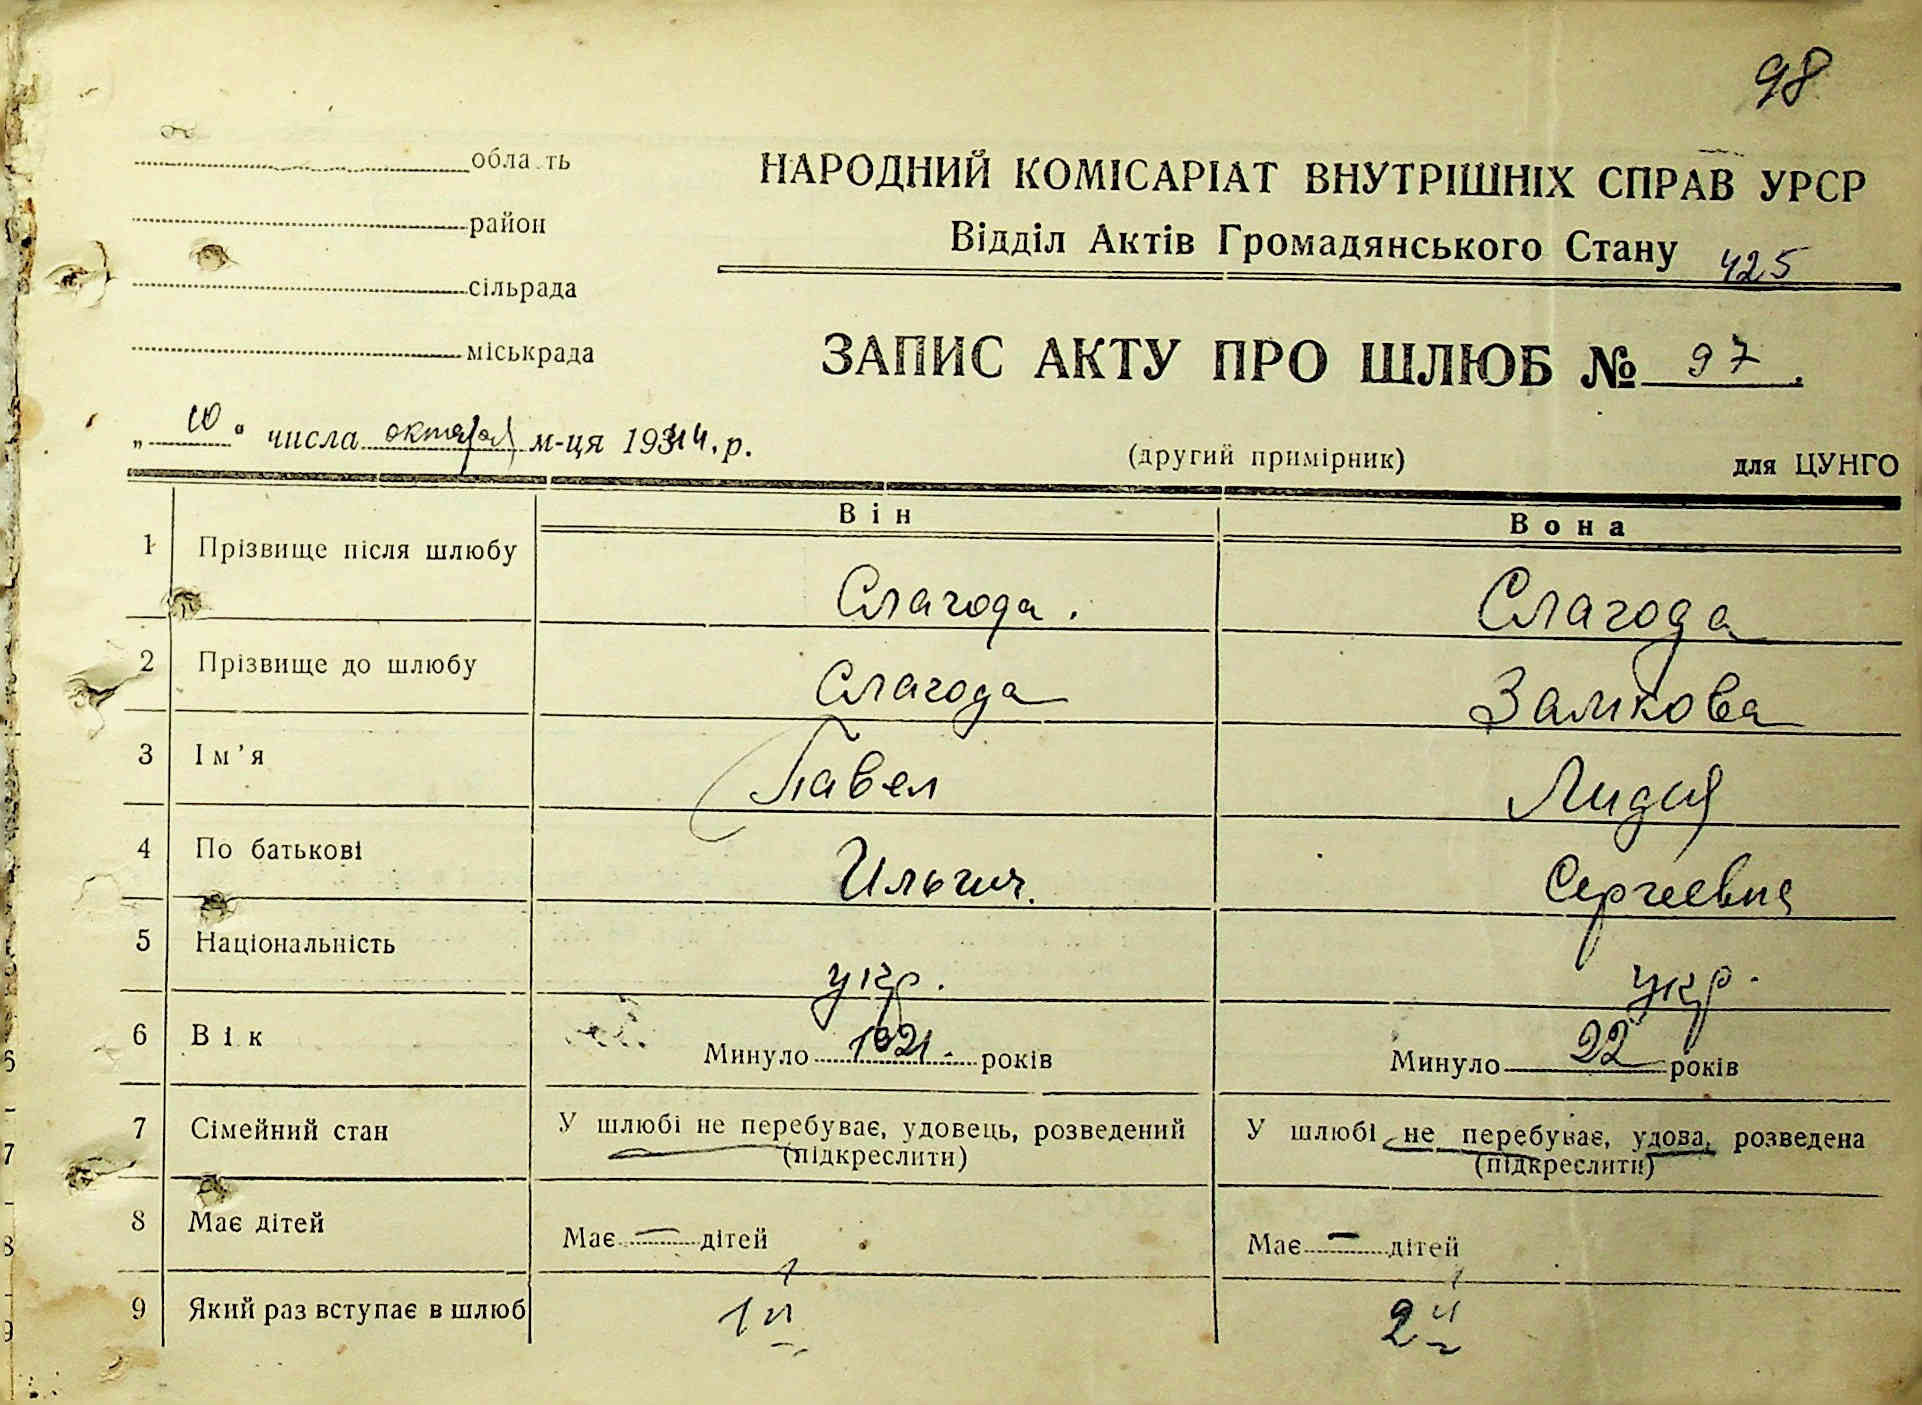 98
область
район
сільрада
міськрада
НАРОДНИЙ КОМІСАРІАТ ВНУТРІШНІХ СПРАВ УРСР
Відділ Актів Громадянського Стану 425
ЗАПИС АКТУ ПРО ШЛЮБ № 97.
„10“ числа октября м-ця 1944.р.
(другий примірник) для ЦУНГО
Він Вона
1 Прізвище після шлюбу Слагода. Слагода
2 Прізвище до шлюбу Слагода Замкова
3 Ім'я Павел Лидия
4 По батькові Ильич. Сергеевна
5 Національність укр. укр.
6 Вік Минуло 1921 років Минуло 22 років
7 Сімейний стан У шлюбі не перебуває, удовець, розведений У шлюбі не перебуває, удова, розведена
(підкреслити) (підкреслити)
8 Має дітей Має — дітей Має — дітей
9 Який раз вступає в шлюб 1й 2й